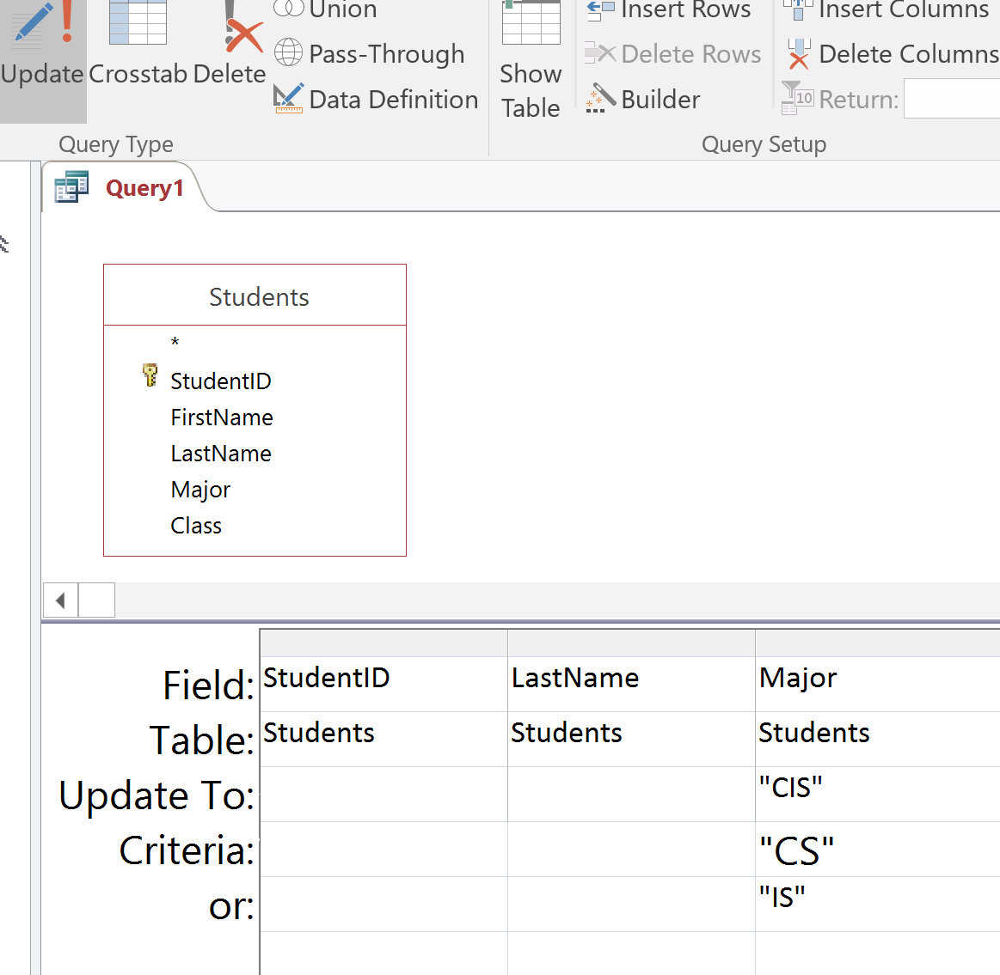 Union
Insert Rows
Insert Columns
Pass-Through
Delete Rows
Delete Columns
Update
Crosstab
Delete
Data Definition
Show
Table
Builder
10
Return:
Query Type
Query Setup
Query1
Students
*
StudentID
FirstName
LastName
Major
Class
Field: StudentID LastName Major
Table: Students Students Students
Update To: "CIS"
Criteria: "CS"
or: "IS"